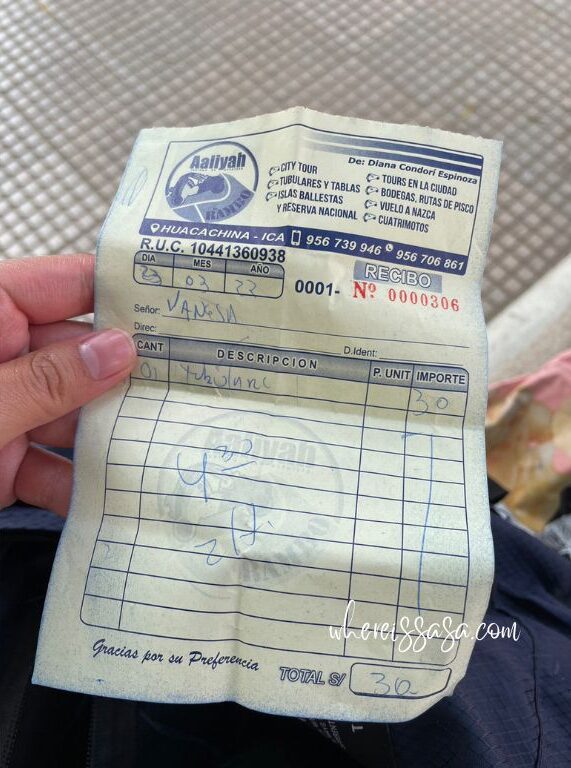 Aaliyah
RAMBO
De: Diana Condori Espinoza
CITY TOUR
TUBULARES Y TABLAS
ISLAS BALLESTAS
Y RESERVA NACIONAL
TOURS EN LA CIUDAD
BODEGAS, RUTAS DE PISCO
VUELO A NAZCA
CUATRIMOTOS
HUACACHINA - ICA 956 739 946 956 706 861
R.U.C. 10441360938
RECIBO
DIA MES AÑO
23 03 22
0001- Nº 0000306
Señor:
Direc: D.Ident:
CANT DESCRIPCION P. UNIT IMPORTE
01 30
Aaliyah
RAMBO
whereissasa.com
Gracias por su Preferencia
TOTAL S/ 30